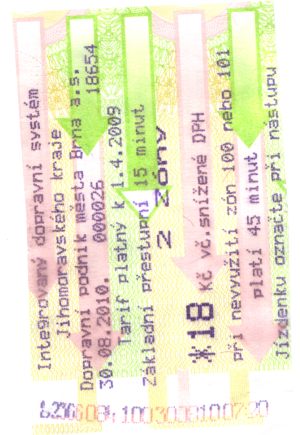 Integrovaný dopravní systém
Jihomoravského kraje
Dopravní podnik města Brna a.s.
30.08.2010. 000026 18654
Tarif platný k 1.4.2009
Základní přestupní 15 minut
2 zóny
*18 Kč vč.snížené DPH
při nevyužití zón 100 nebo 101
platí 45 minut
Jízdenku označte při nástupu